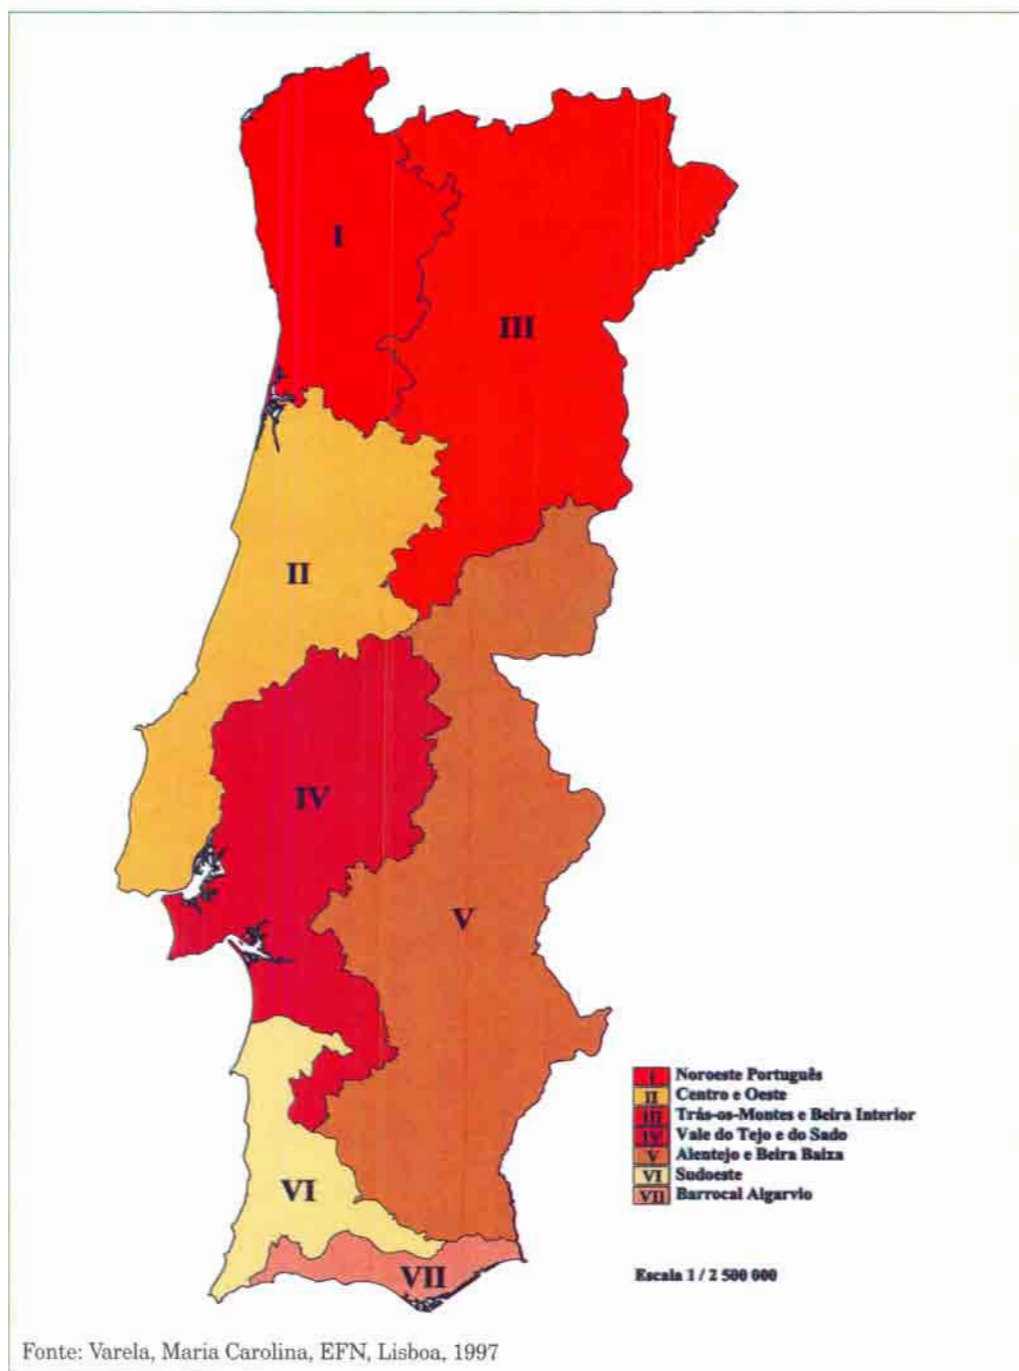 I
III
II
IV
V
VI
VII
I Noroeste Português
II Centro e Oeste
III Trás-os-Montes e Beira Interior
IV Vale do Tejo e do Sado
V Alentejo e Beira Baixa
VI Sudoeste
VII Barrocal Algarvio
Escala 1 / 2 500 000
Fonte: Varela, Maria Carolina, EFN, Lisboa, 1997